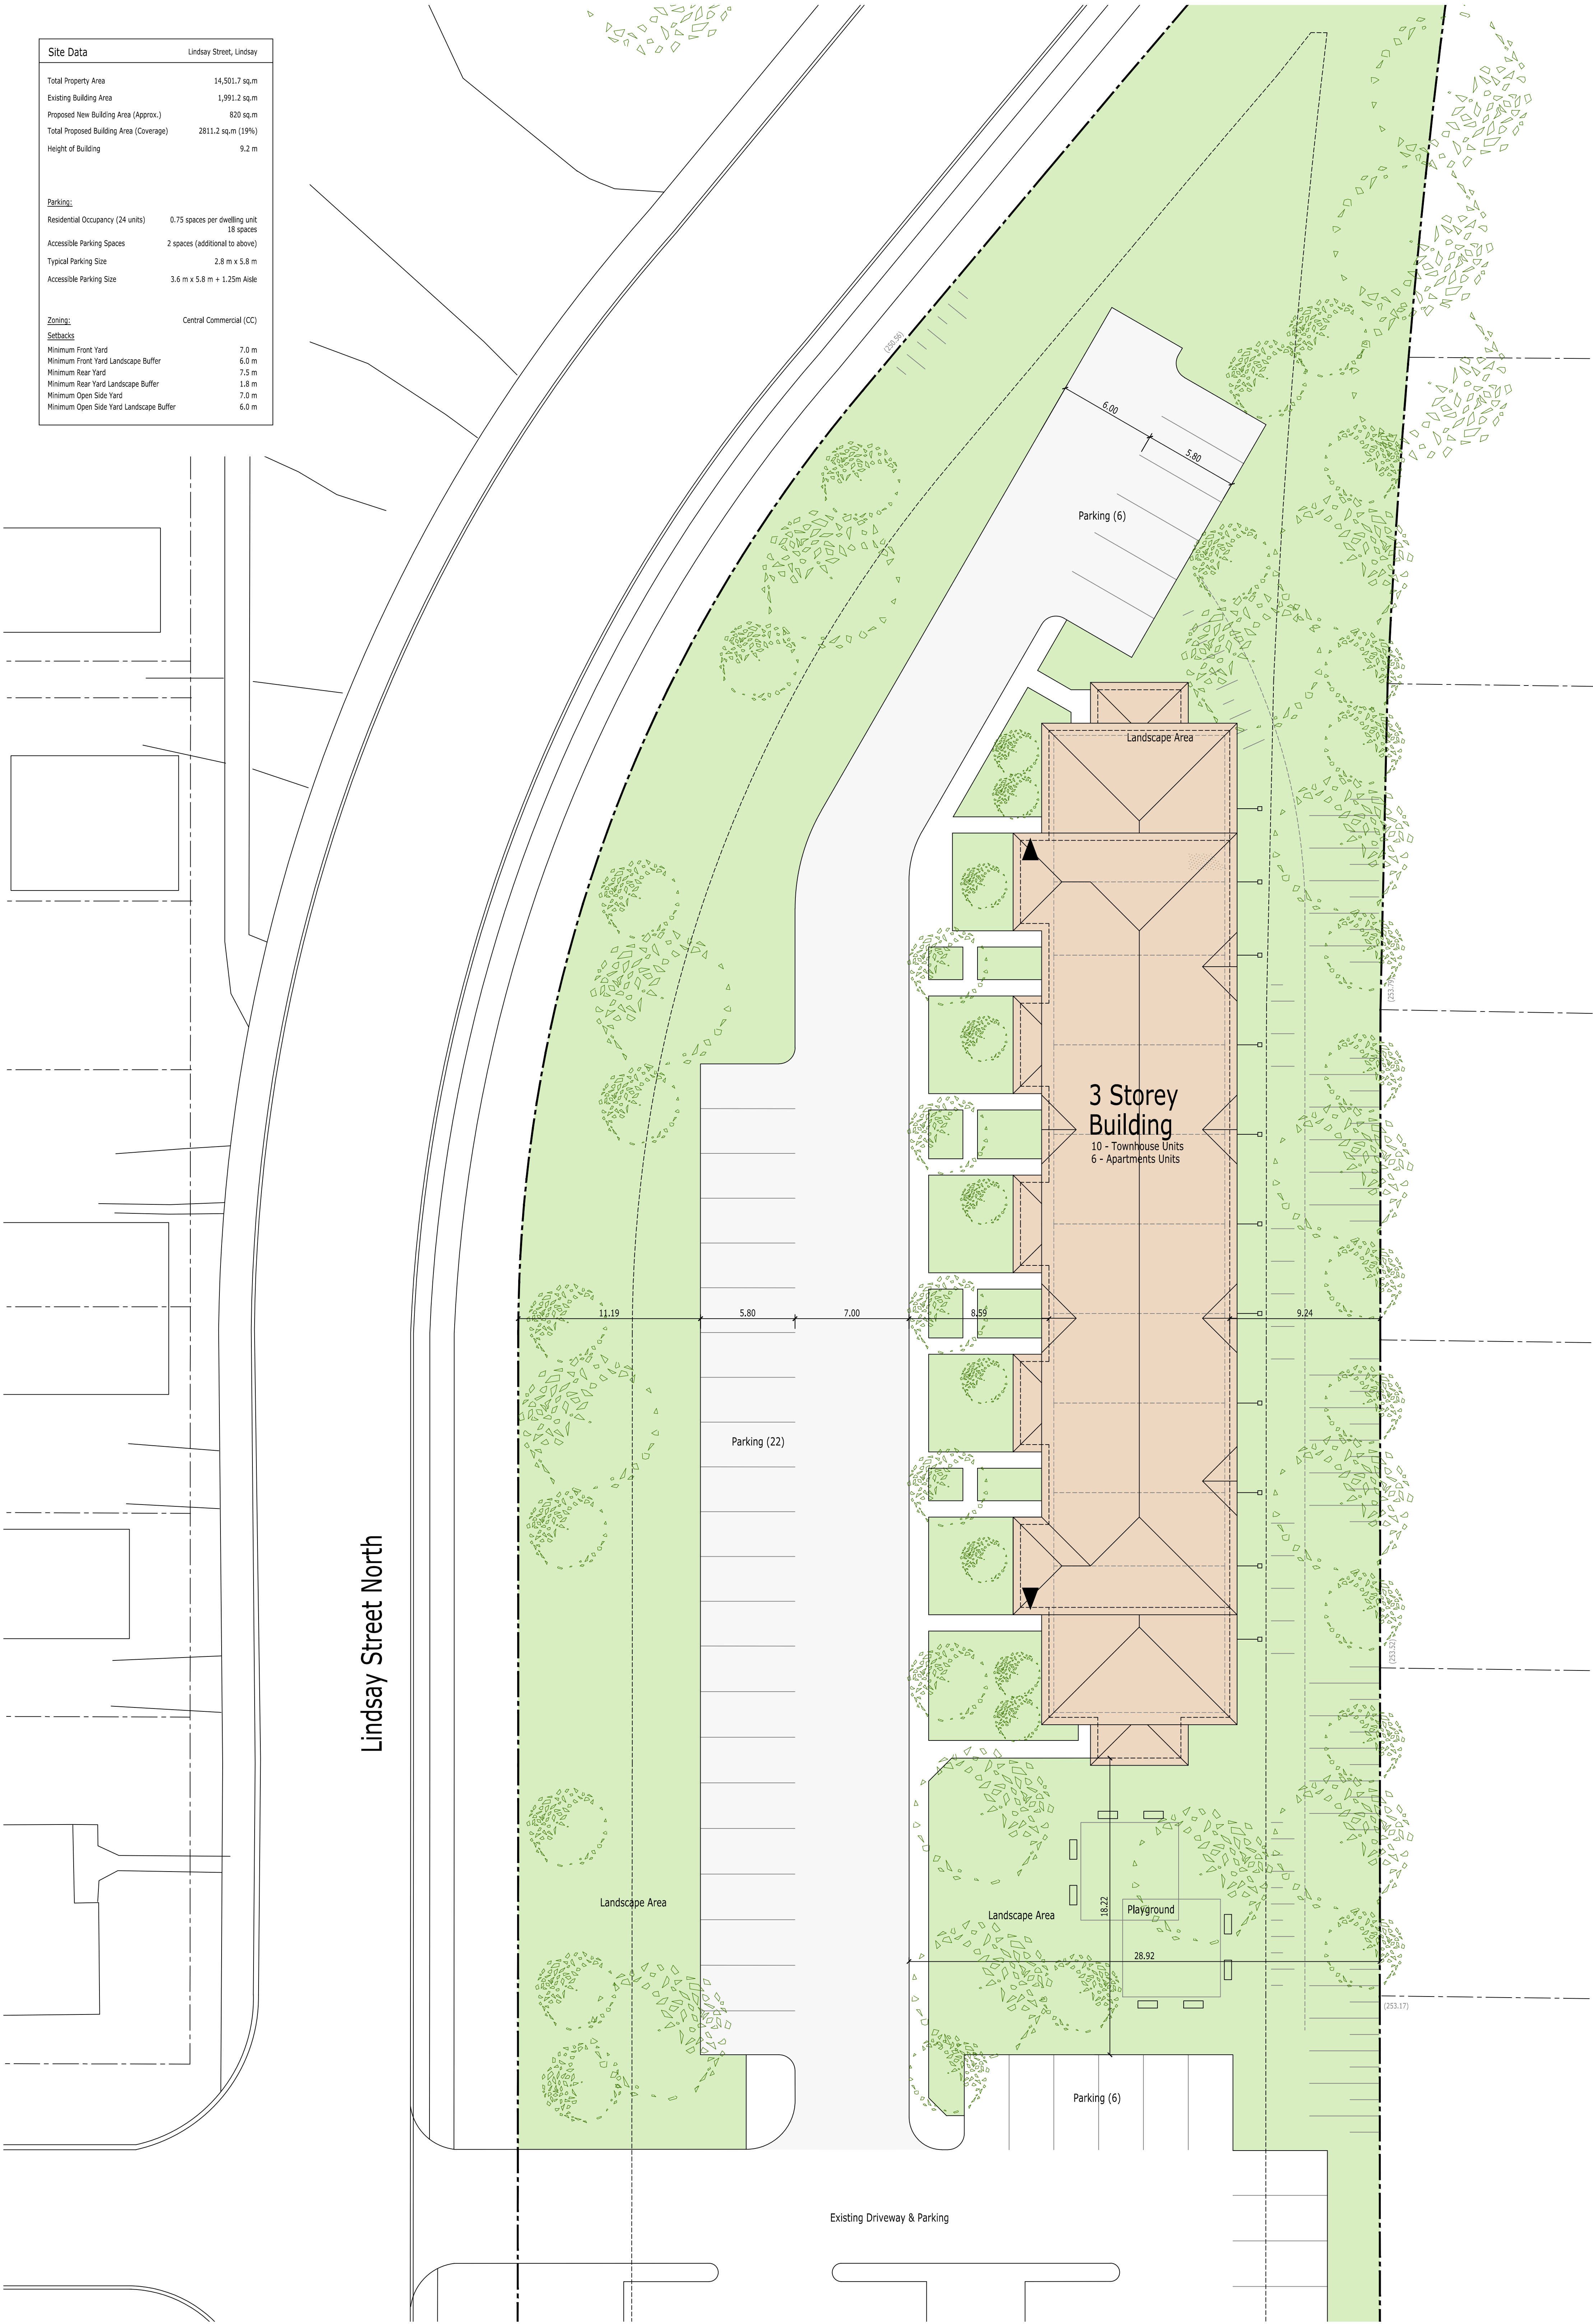 Site Data Lindsay Street, Lindsay
Total Property Area 14,501.7 sq.m
Existing Building Area 1,991.2 sq.m
Proposed New Building Area (Approx.) 820 sq.m
Total Proposed Building Area (Coverage) 2811.2 sq.m (19%)
Height of Building 9.2 m
Parking:
Residential Occupancy (24 units) 0.75 spaces per dwelling unit
18 spaces
Accessible Parking Spaces 2 spaces (additional to above)
Typical Parking Size 2.8 m x 5.8 m
Accessible Parking Size 3.6 m x 5.8 m + 1.25m Aisle
Zoning: Central Commercial (CC)
Setbacks
Minimum Front Yard 7.0 m
Minimum Front Yard Landscape Buffer 6.0 m
Minimum Rear Yard 7.5 m
Minimum Rear Yard Landscape Buffer 1.8 m
Minimum Open Side Yard 7.0 m
Minimum Open Side Yard Landscape Buffer 6.0 m
(250.56)
6.00
5.80
Parking (6)
Landscape Area
(253.79)
3 Storey
Building
10 - Townhouse Units
6 - Apartments Units
11.19
5.80
7.00
8.59
9.24
Parking (22)
Lindsay Street North
(253.52)
Landscape Area
Landscape Area
18.22
Playground
28.92
(253.17)
Parking (6)
Existing Driveway & Parking